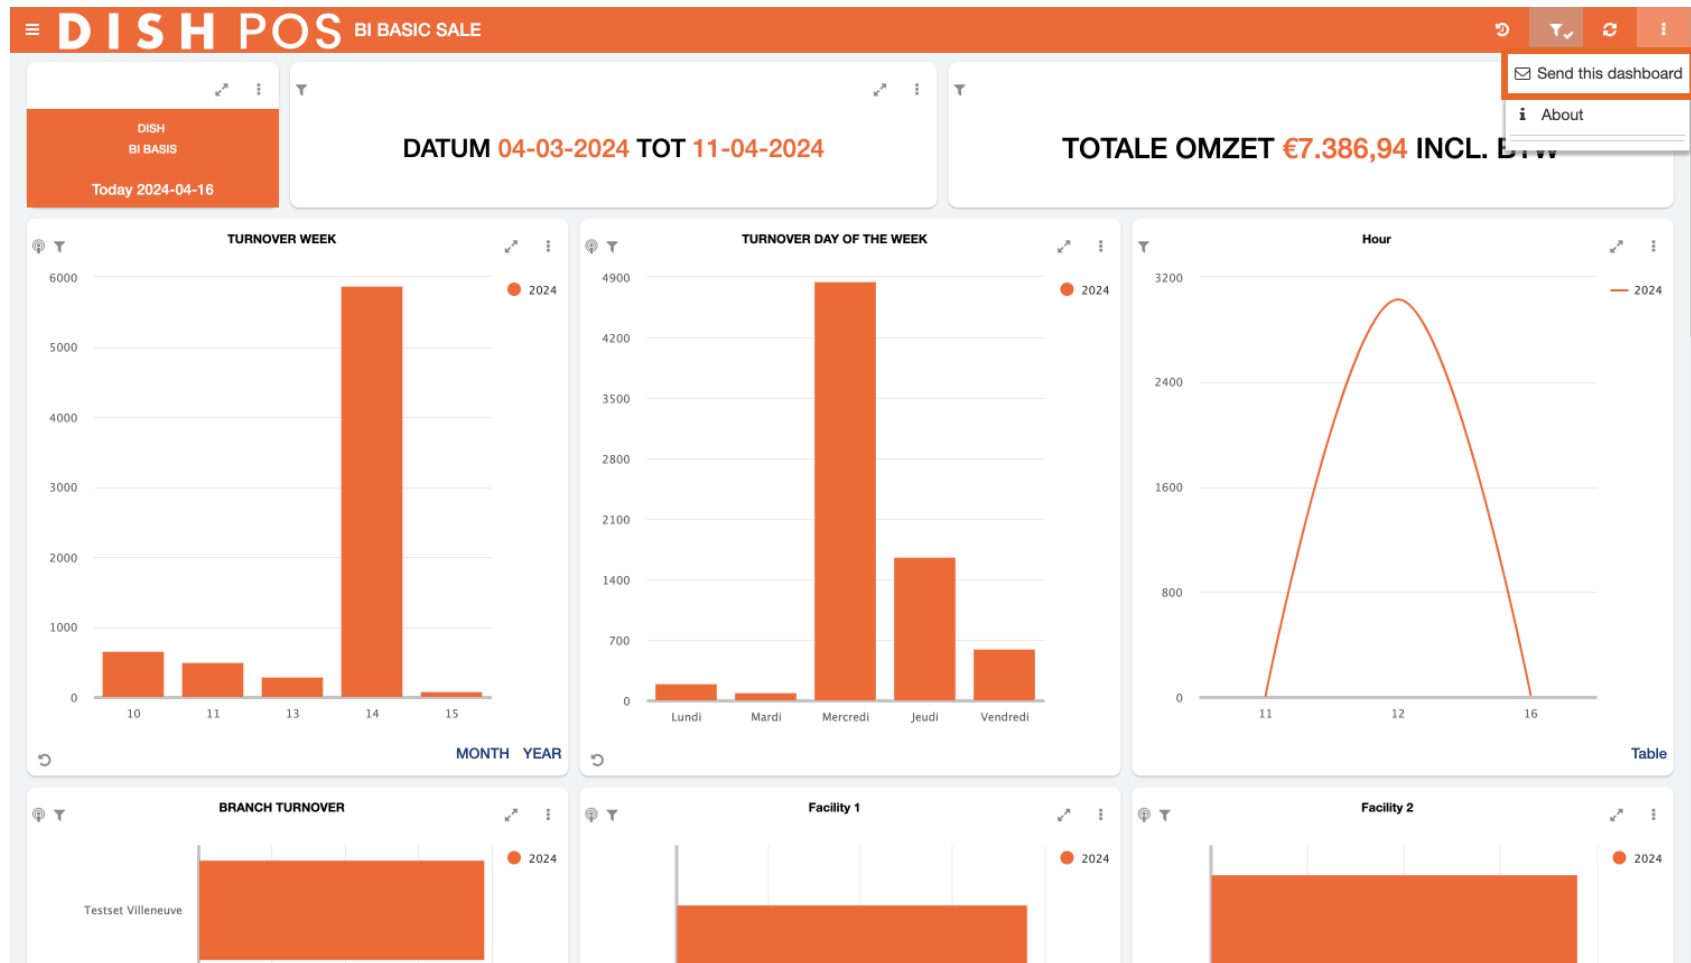 DISH POS BI BASIC SALE
Send this dashboard
About
DISH
BI BASIS
Today 2024-04-16
DATUM 04-03-2024 TOT 11-04-2024
TOTALE OMZET €7.386,94 INCL. BTW
TURNOVER WEEK
2024
6000
5000
4000
3000
2000
1000
0
10 11 13 14 15
MONTH YEAR
TURNOVER DAY OF THE WEEK
2024
4900
4200
3500
2800
2100
1400
700
0
Lundi Mardi Mercredi Jeudi Vendredi
Hour
2024
3200
2400
1600
800
0
11 12 16
Table
BRANCH TURNOVER
2024
Testset Villeneuve
Facility 1
2024
Facility 2
2024